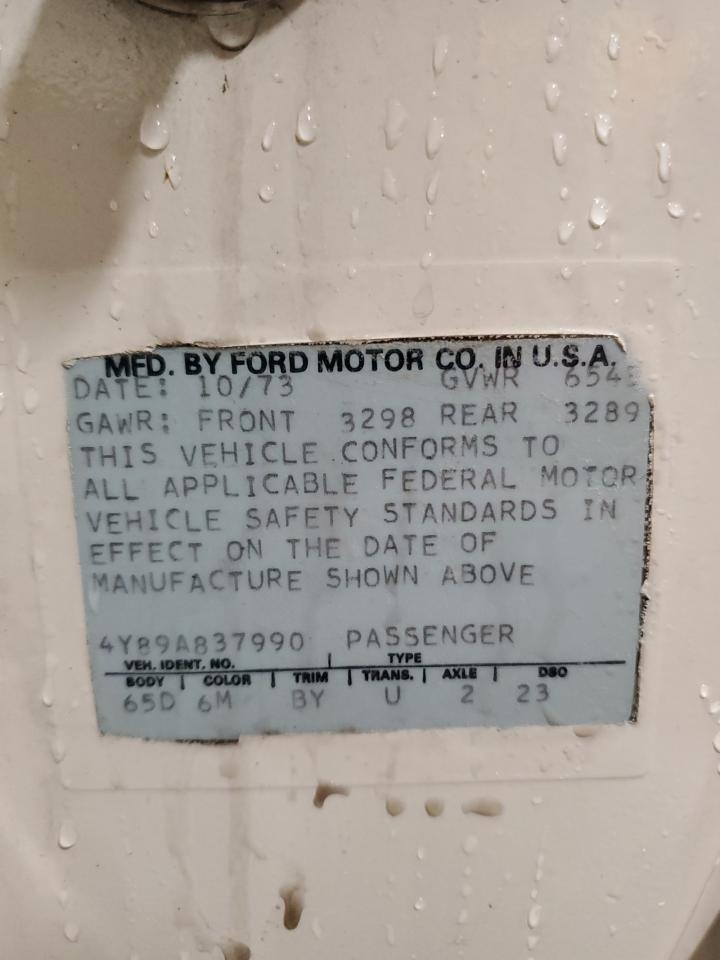 MFD. BY FORD MOTOR CO. IN U.S.A.
DATE: 10/73 GVWR 6545
GAWR: FRONT 3298 REAR 3289
THIS VEHICLE CONFORMS TO
ALL APPLICABLE FEDERAL MOTOR
VEHICLE SAFETY STANDARDS IN
EFFECT ON THE DATE OF
MANUFACTURE SHOWN ABOVE
4Y89A837990 PASSENGER
VEH. IDENT. NO. | TYPE
BODY | COLOR | TRIM | TRANS. | AXLE | DSO
65D 6M BY U 2 23